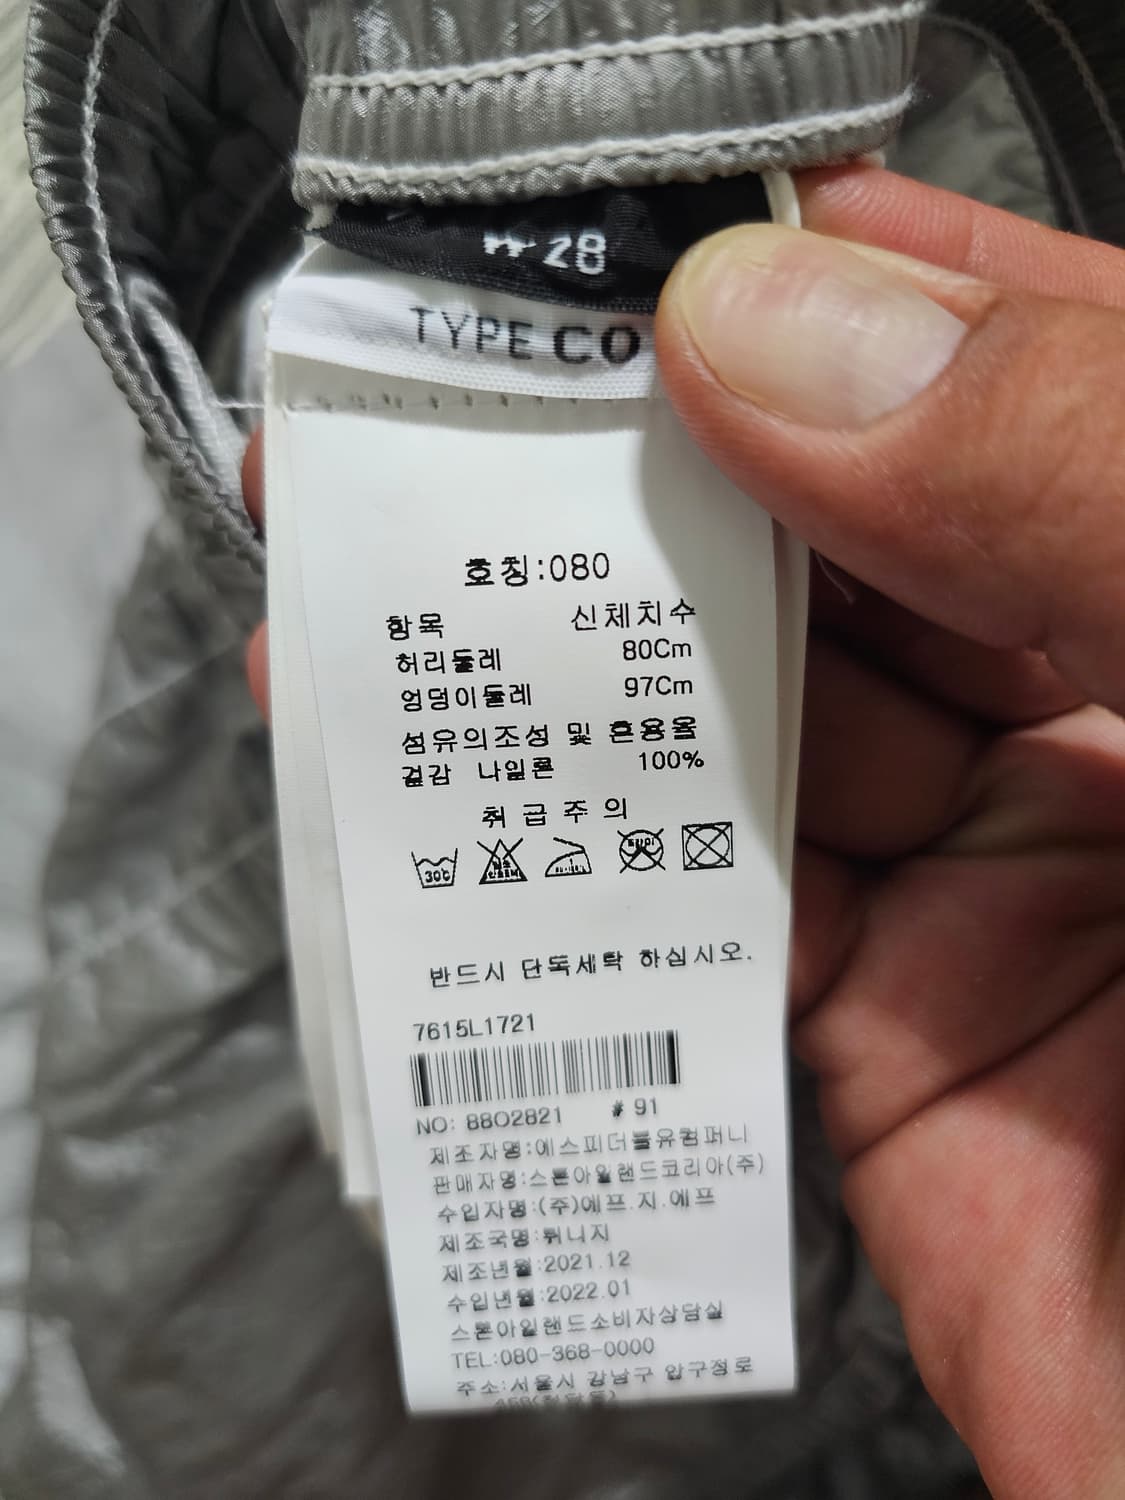 W 28
TYPE CO
호칭:080
항목 신체치수
허리둘레 80Cm
엉덩이둘레 97Cm
섬유의조성 및 혼용율
겉감 나일론 100%
취급주의
30℃
드라이
반드시 단독세탁 하십시오.
7615L1721
NO: 88O2821 # 91
제조자명:에스피더블유컴퍼니
판매자명:스톤아일랜드코리아(주)
수입자명:(주)에프.지.에프
제조국명:튀니지
제조년월:2021.12
수입년월:2022.01
스톤아일랜드소비자상담실
TEL:080-368-0000
주소:서울시 강남구 압구정로